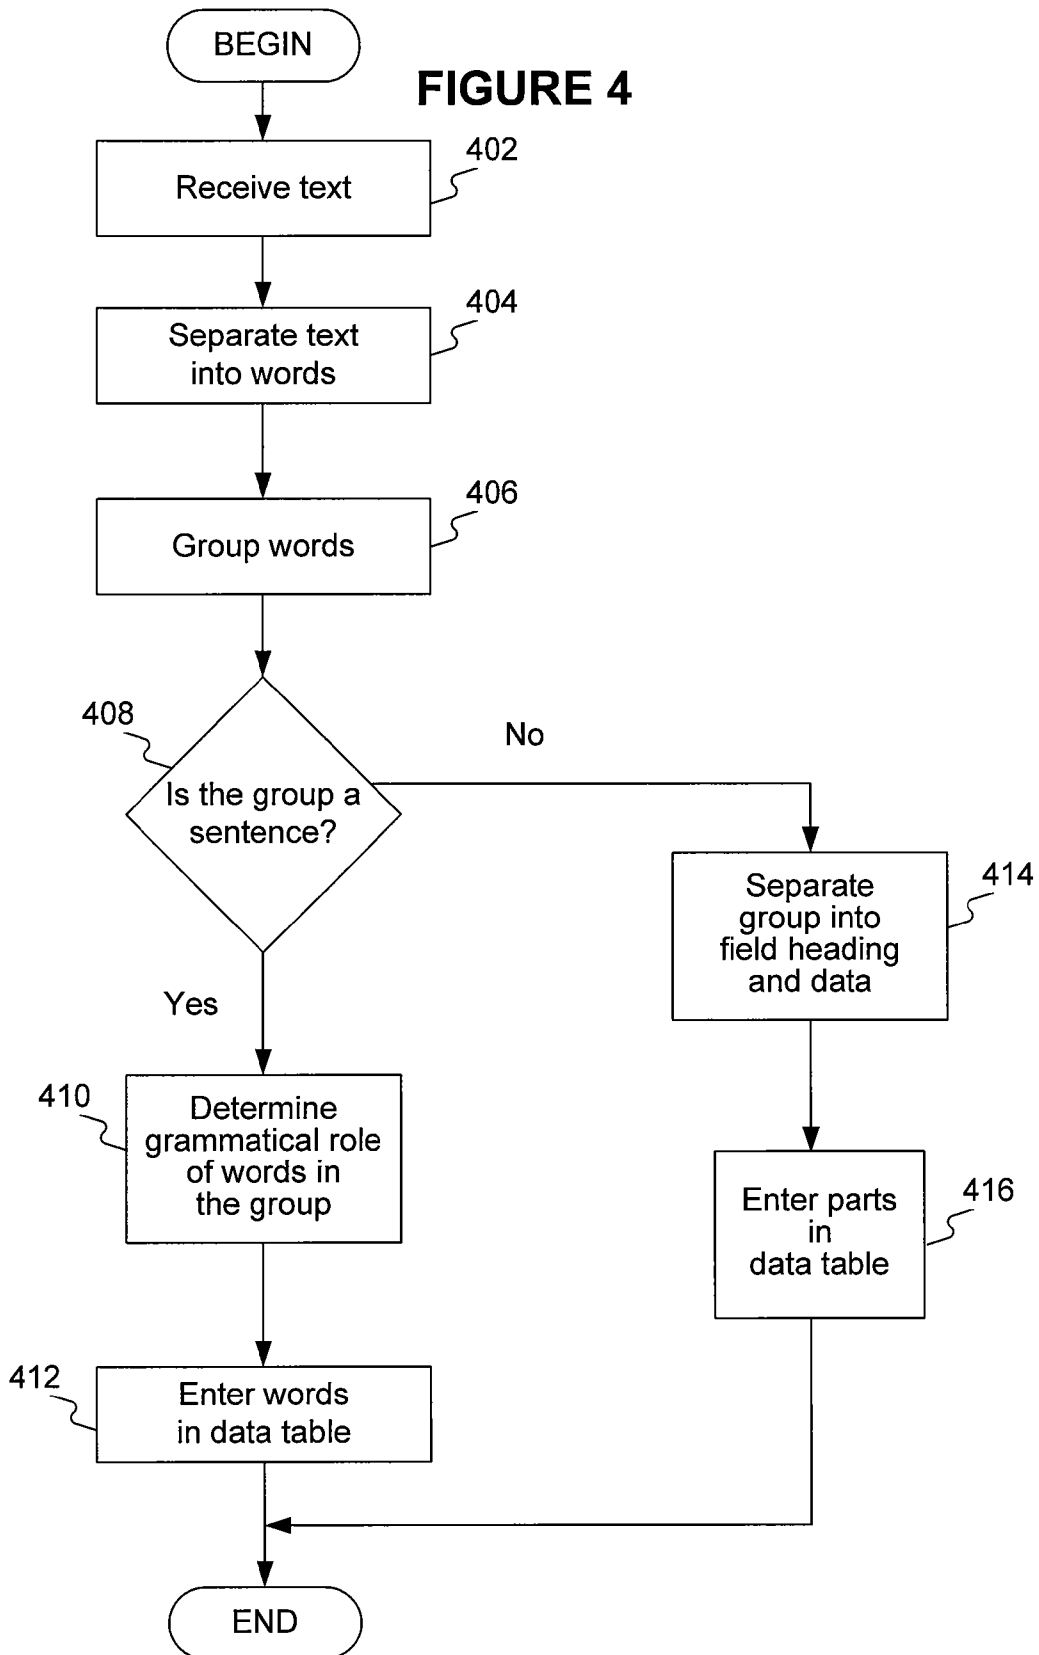 BEGIN
FIGURE 4
402
Receive text
404
Separate text
into words
406
Group words
408
No
Is the group a
sentence?
414
Separate
group into
field heading
and data
Yes
410
Determine
grammatical role
of words in
the group
416
Enter parts
in
data table
412
Enter words
in data table
END